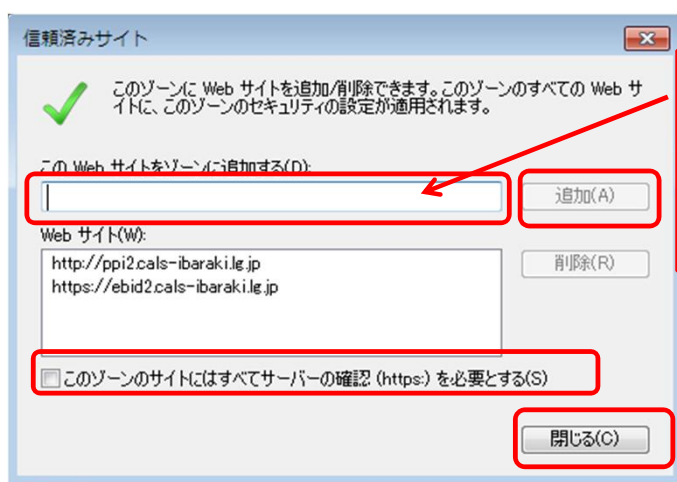 信頼済みサイト
このゾーンに Web サイトを追加/削除できます。このゾーンのすべての Web サ
イトに、このゾーンのセキュリティの設定が適用されます。
この Web サイトをゾーンに追加する(D):
追加(A)
Web サイト(W):
http://ppi2.cals-ibaraki.lg.jp
削除(R)
https://ebid2.cals-ibaraki.lg.jp
このゾーンのサイトにはすべてサーバーの確認 (https:) を必要とする(S)
閉じる(C)